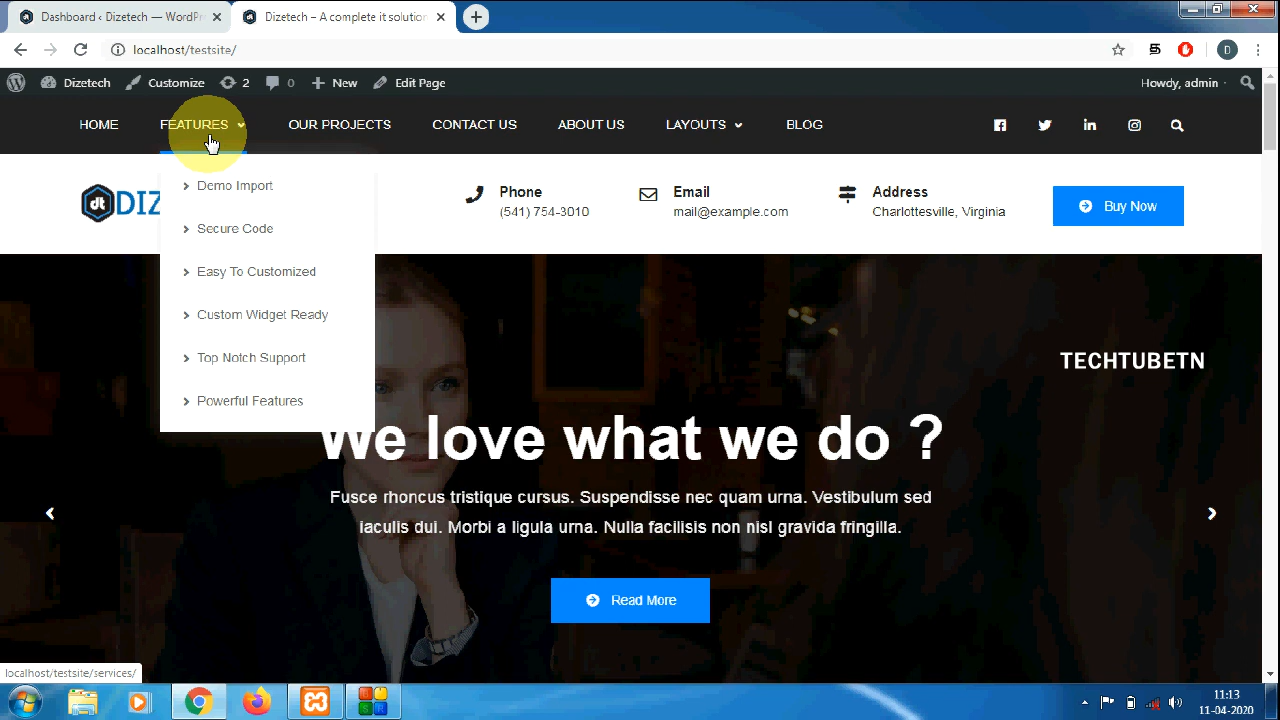 Dashboard ‹ Dizetech — WordPr
Dizetech – A complete it solution
localhost/testsite/
D
Dizetech
Customize
2
0
New
Edit Page
Howdy, admin
HOME
FEATURES
OUR PROJECTS
CONTACT US
ABOUT US
LAYOUTS
BLOG
Demo Import
Secure Code
Easy To Customized
Custom Widget Ready
Top Notch Support
Powerful Features
dt DIZ
Phone
(541) 754-3010
Email
mail@example.com
Address
Charlottesville, Virginia
Buy Now
TECHTUBETN
We love what we do ?
Fusce rhoncus tristique cursus. Suspendisse nec quam urna. Vestibulum sed
iaculis dui. Morbi a ligula urna. Nulla facilisis non nisl gravida fringilla.
Read More
localhost/testsite/services/
11:13
11-04-2020